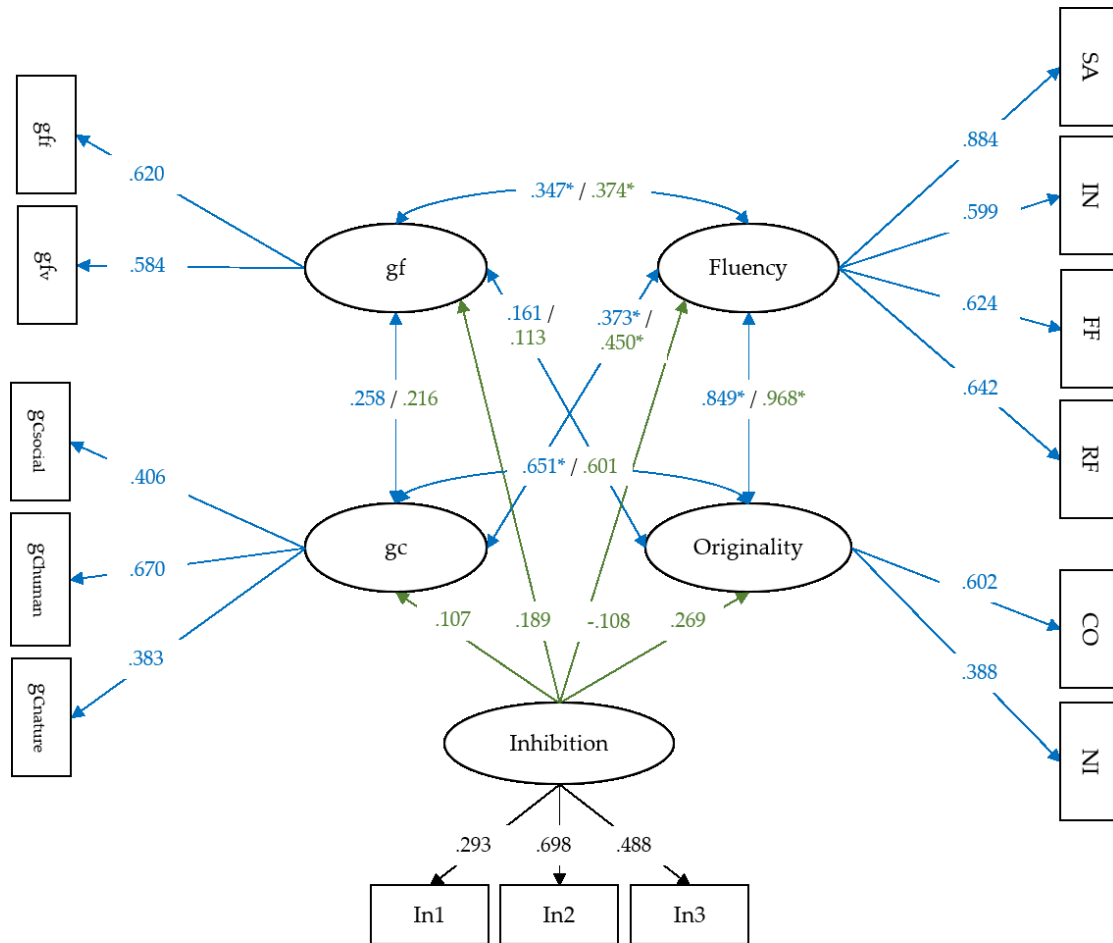 SA
gff
.884
.620
.347* / .374*
IN
.599
gfv
.584
gf
Fluency
.624
FF
.161 /
.113
.373* /
.450*
.642
.258 / .216
.849* / .968*
RF
gcsocial
.406
.651* / .601
gchuman
.670
gc
Originality
.602
CO
.107
.189
-.108
.269
.383
.388
gcnature
Inhibition
NI
.293
.698
.488
In1
In2
In3